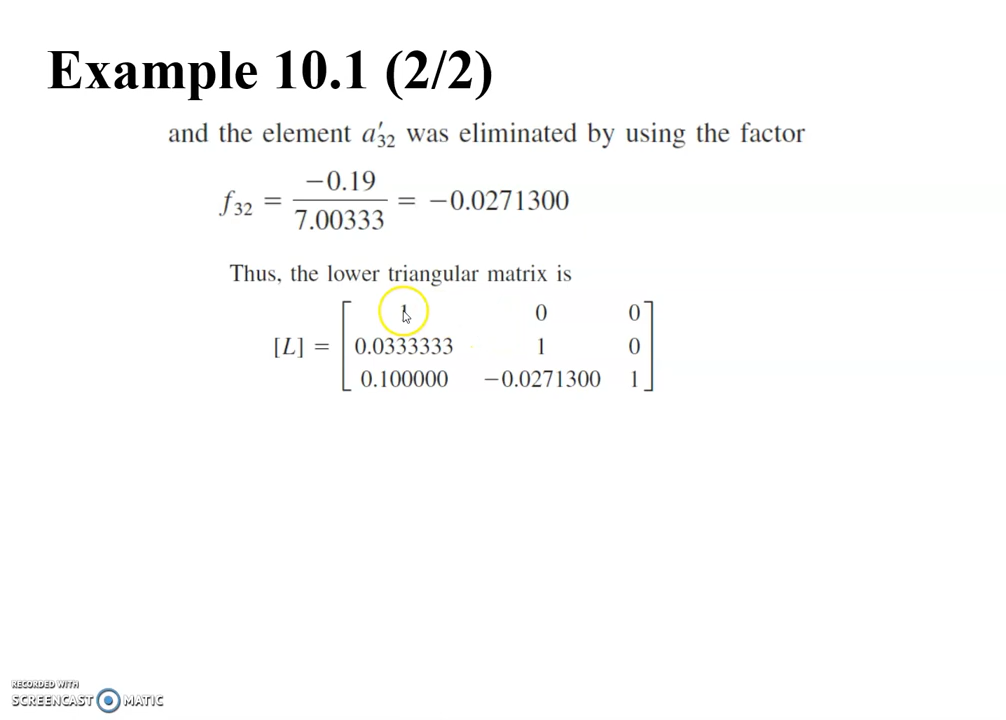 Example 10.1 (2/2)
and the element a′32 was eliminated by using the factor
f32 = −0.19 / 7.00333 = −0.0271300
Thus, the lower triangular matrix is
[L] = [ 1 0 0
0.0333333 1 0
0.100000 −0.0271300 1 ]
RECORDED WITH
SCREENCAST MATIC